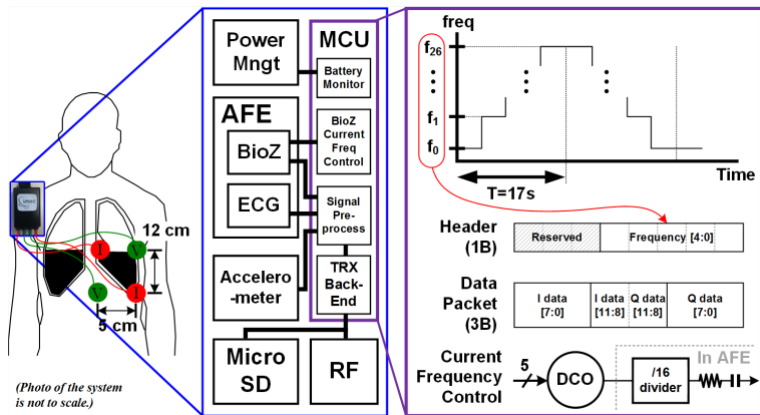 I
V
V
I
12 cm
5 cm
(Photo of the system
is not to scale.)
Power
Mngt
MCU
Battery
Monitor
AFE
BioZ
ECG
BioZ
Current
Freq
Control
Signal
Pre-
process
Accelero
-meter
TRX
Back-
End
Micro
SD
RF
freq
f26
f1
f0
Time
T=17s
Header
(1B)
Reserved
Frequency [4:0]
Data
Packet
(3B)
I data
[7:0]
I data
[11:8]
Q data
[11:8]
Q data
[7:0]
Current
Frequency
Control
5
DCO
In AFE
/16
divider